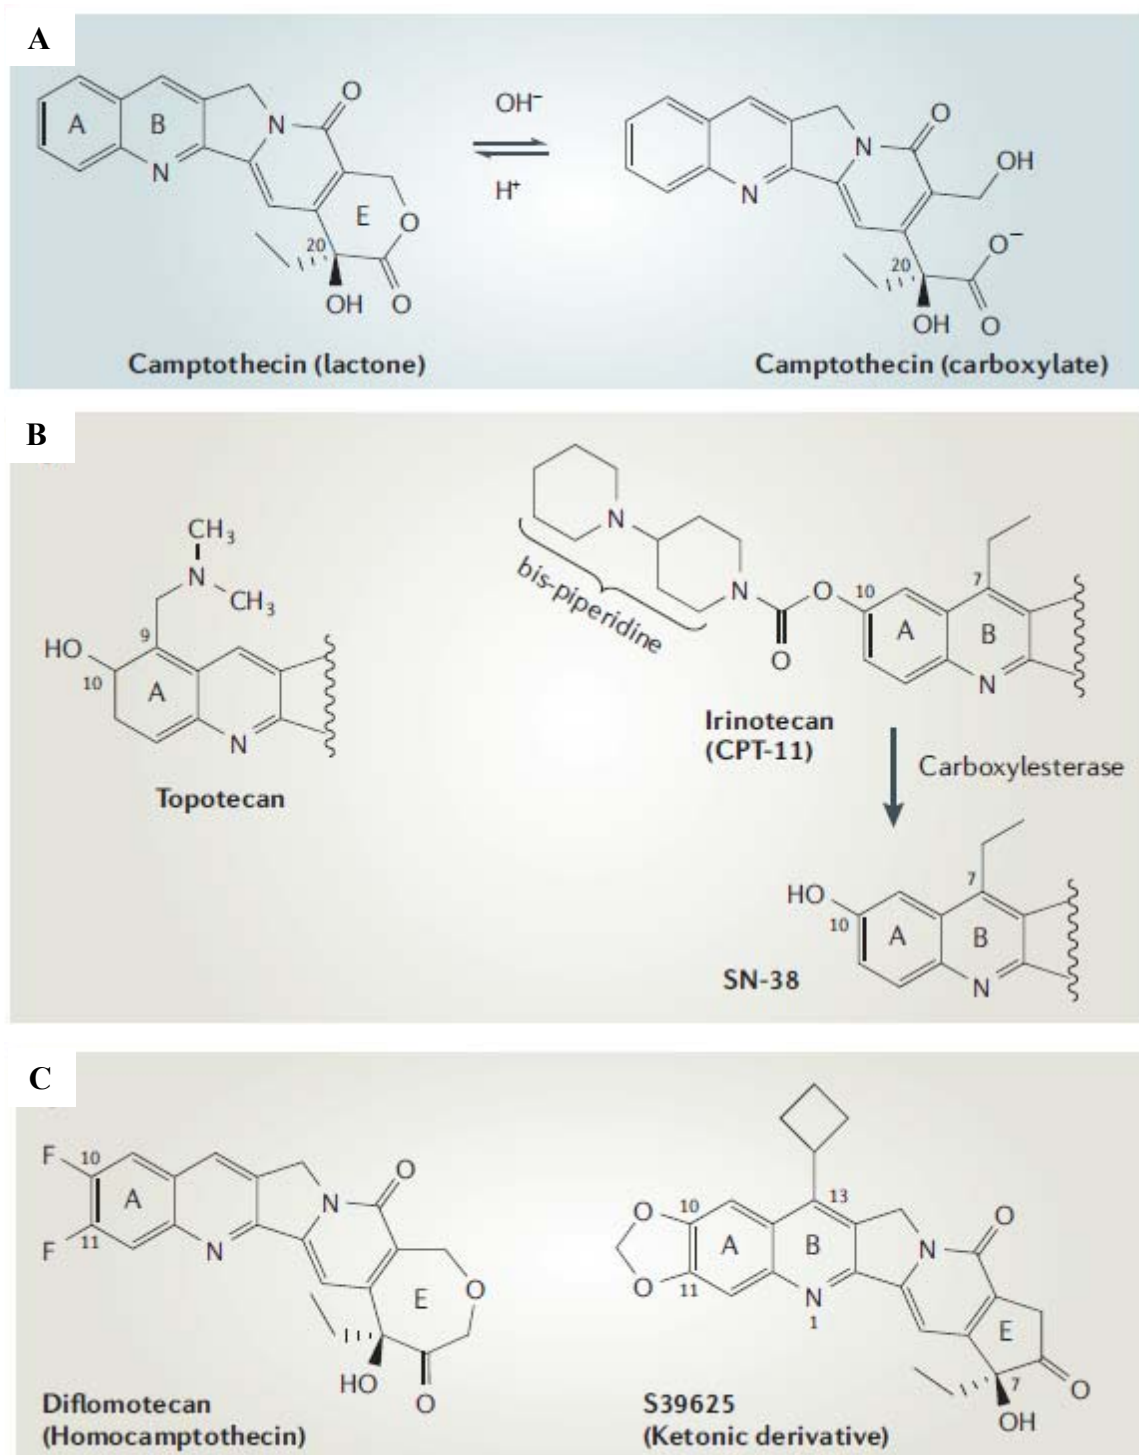 A
A
B
N
N
O
E
O
20
OH
O
OH⁻
H⁺
N
N
O
OH
20
O⁻
OH
O
Camptothecin (lactone)
Camptothecin (carboxylate)
B
CH₃
N
CH₃
HO
9
10
A
N
Topotecan
N
bis-piperidine
N
O
O
10
7
A
B
N
Irinotecan
(CPT-11)
Carboxylesterase
HO
10
7
A
B
N
SN-38
C
F
10
A
F
11
N
N
O
E
O
HO
O
Diflomotecan
(Homocamptothecin)
13
O
10
A
B
O
11
N
1
N
O
E
7
O
OH
S39625
(Ketonic derivative)